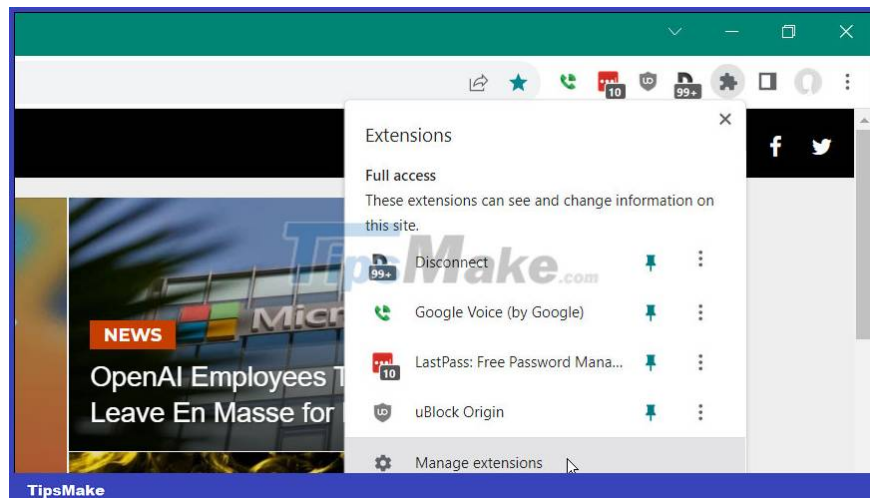 10
99+
Extensions
Full access
These extensions can see and change information on
this site.
TipsMake.com
99+
Disconnect
Google Voice (by Google)
10
LastPass: Free Password Mana...
uBlock Origin
Manage extensions
Micr
NEWS
OpenAI Employees T
Leave En Masse for
TipsMake